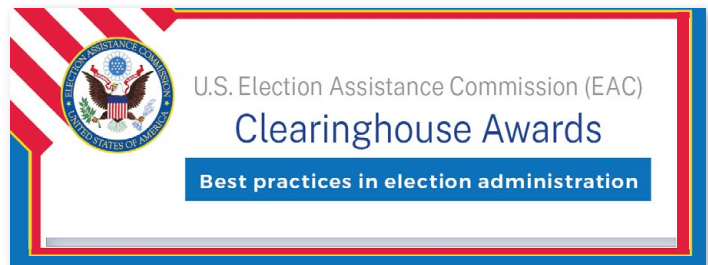 ELECTION ASSISTANCE COMMISSION
UNITED STATES OF AMERICA
U.S. Election Assistance Commission (EAC)
Clearinghouse Awards
Best practices in election administration